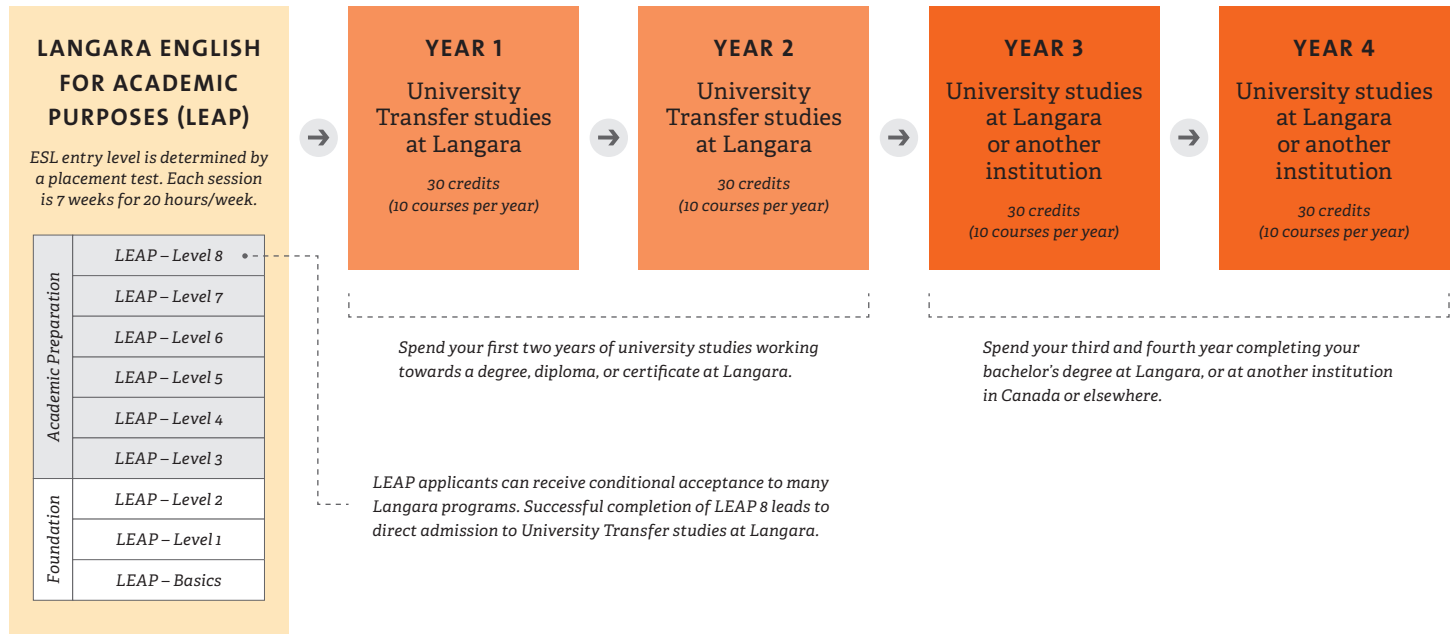 LANGARA ENGLISH
FOR ACADEMIC
PURPOSES (LEAP)
ESL entry level is determined by
a placement test. Each session
is 7 weeks for 20 hours/week.
Academic Preparation
LEAP – Level 8
LEAP – Level 7
LEAP – Level 6
LEAP – Level 5
LEAP – Level 4
LEAP – Level 3
Foundation
LEAP – Level 2
LEAP – Level 1
LEAP – Basics
YEAR 1
University
Transfer studies
at Langara
30 credits
(10 courses per year)
YEAR 2
University
Transfer studies
at Langara
30 credits
(10 courses per year)
YEAR 3
University studies
at Langara
or another
institution
30 credits
(10 courses per year)
YEAR 4
University studies
at Langara
or another
institution
30 credits
(10 courses per year)
Spend your first two years of university studies working
towards a degree, diploma, or certificate at Langara.
Spend your third and fourth year completing your
bachelor's degree at Langara, or at another institution
in Canada or elsewhere.
LEAP applicants can receive conditional acceptance to many
Langara programs. Successful completion of LEAP 8 leads to
direct admission to University Transfer studies at Langara.